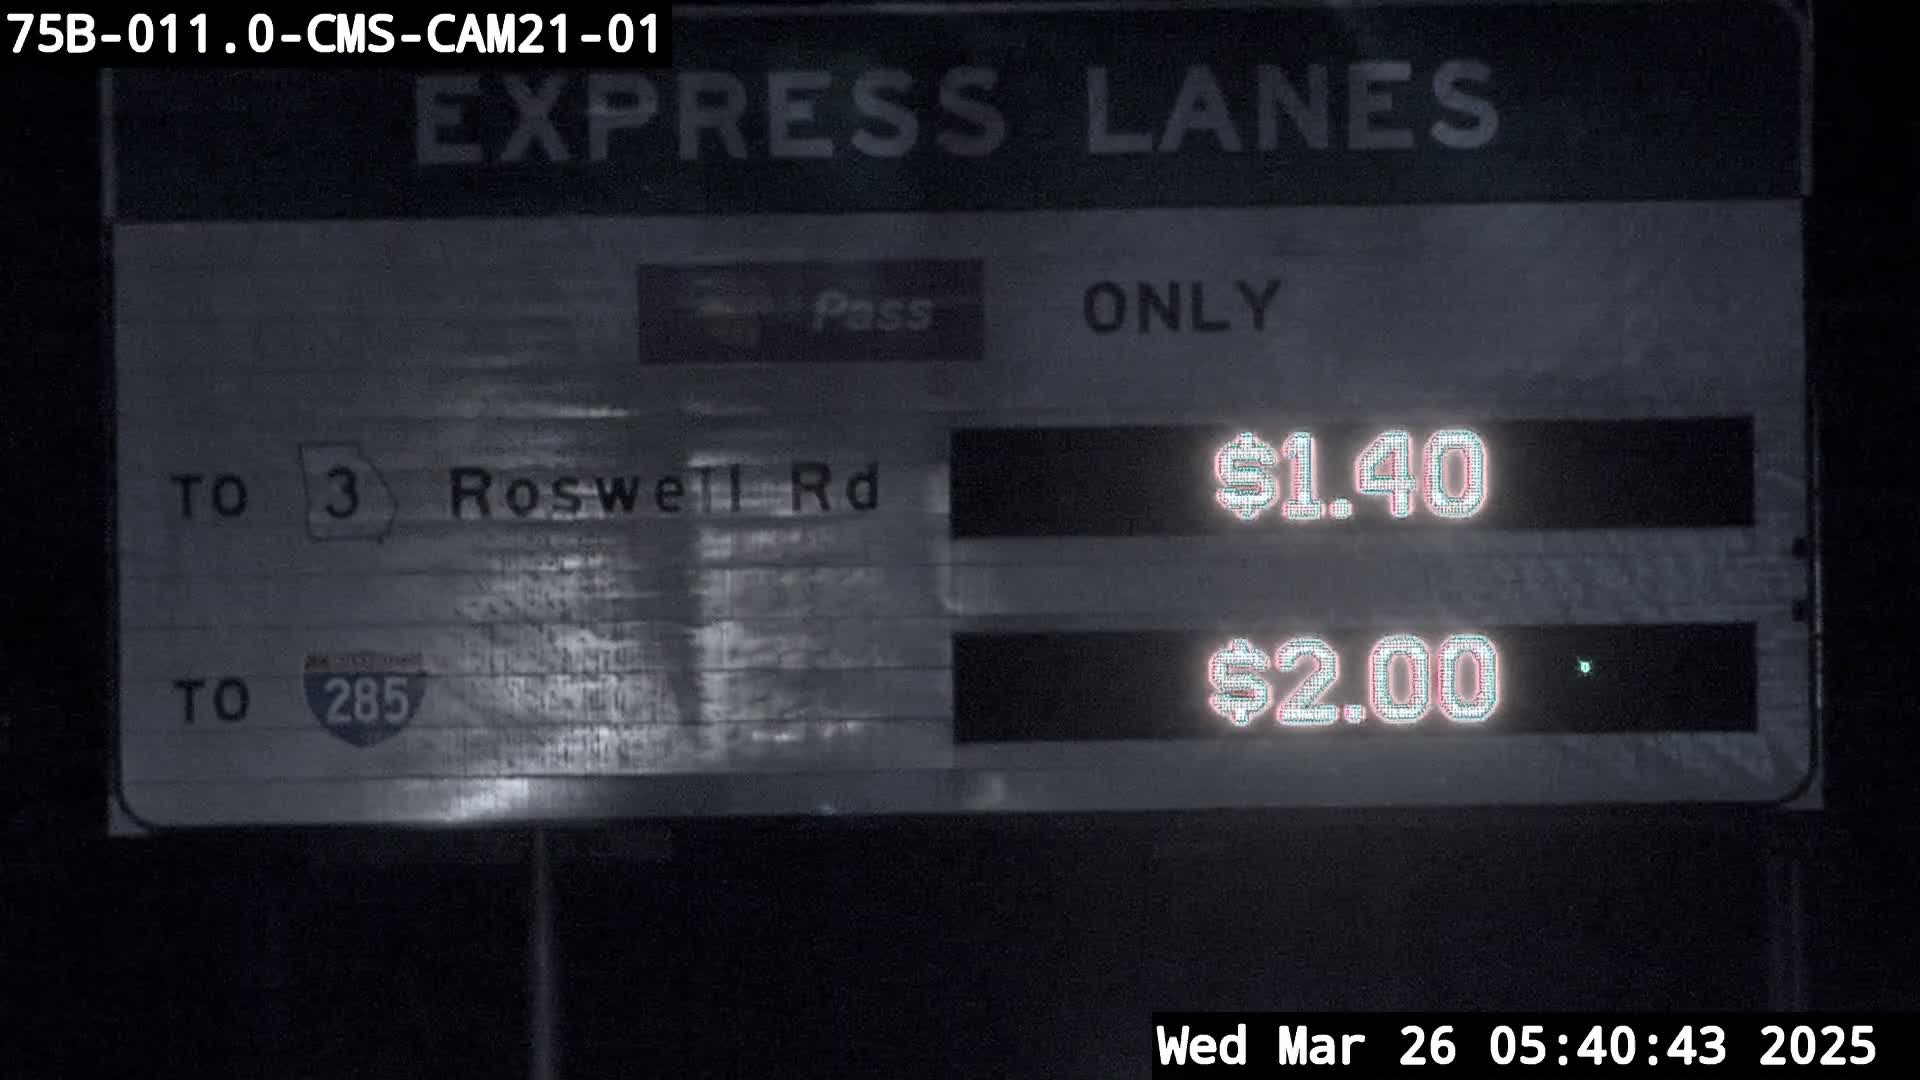 75B-011.0-CMS-CAM21-01
EXPRESS LANES
Pass ONLY
TO 3 Roswell Rd $1.40
TO 285 $2.00
Wed Mar 26 05:40:43 2025